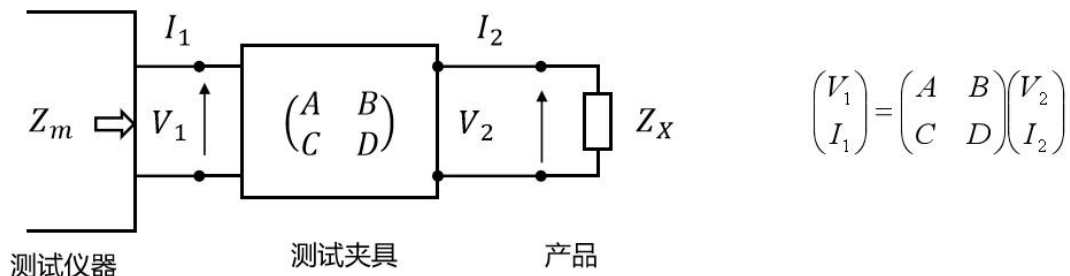 I₁
I₂
Zₘ
V₁
(A B
C D)
V₂
Z_X
(V₁
I₁) = (A B
C D) (V₂
I₂)
测试仪器
测试夹具
产品